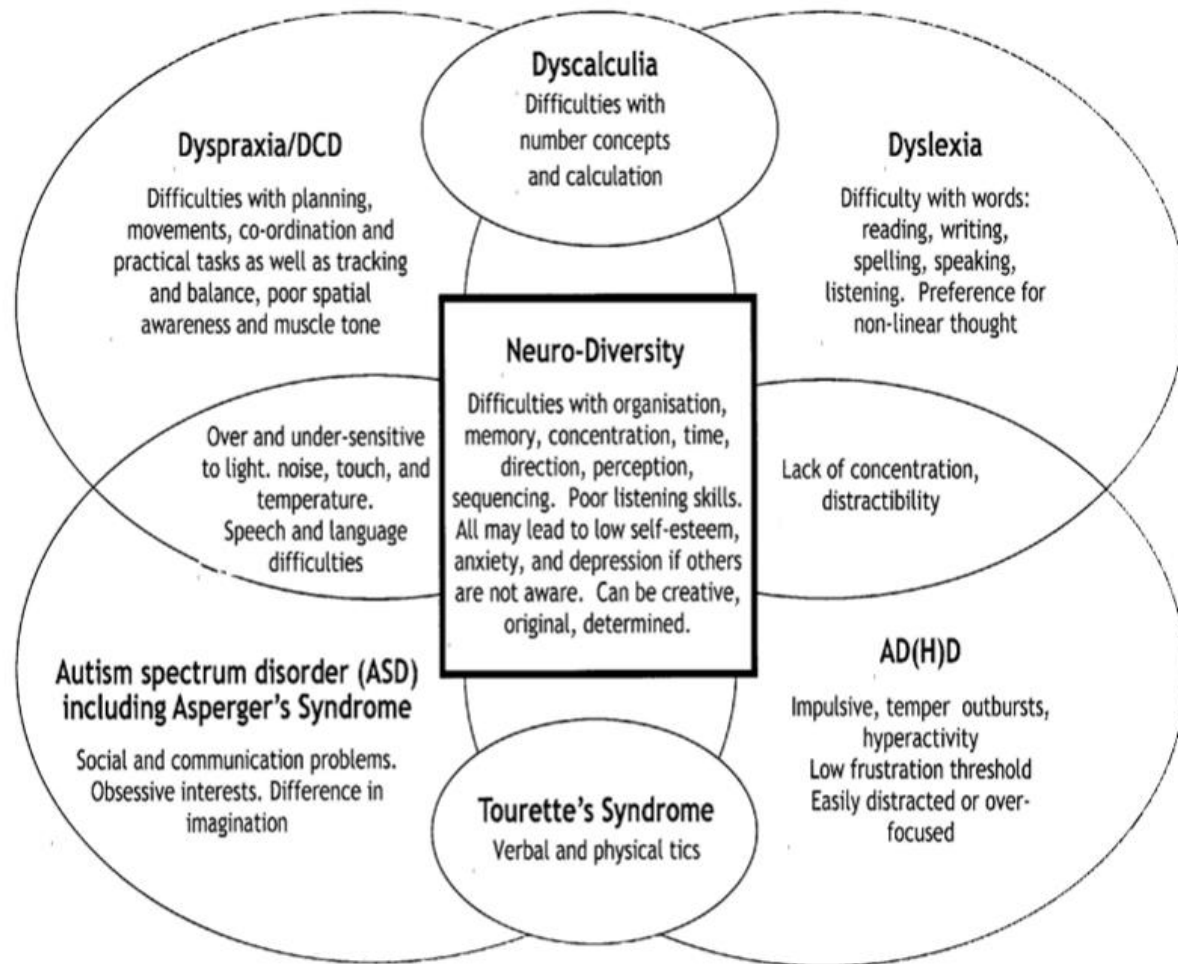 Dyscalculia
Difficulties with
number concepts
and calculation
Dyspraxia/DCD
Difficulties with planning,
movements, co-ordination and
practical tasks as well as tracking
and balance, poor spatial
awareness and muscle tone
Dyslexia
Difficulty with words:
reading, writing,
spelling, speaking,
listening. Preference for
non-linear thought
Neuro-Diversity
Difficulties with organisation,
memory, concentration, time,
direction, perception,
sequencing. Poor listening skills.
All may lead to low self-esteem,
anxiety, and depression if others
are not aware. Can be creative,
original, determined.
Over and under-sensitive
to light. noise, touch, and
temperature.
Speech and language
difficulties
Lack of concentration,
distractibility
Autism spectrum disorder (ASD)
including Asperger's Syndrome
Social and communication problems.
Obsessive interests. Difference in
imagination
AD(H)D
Impulsive, temper outbursts,
hyperactivity
Low frustration threshold
Easily distracted or over-
focused
Tourette's Syndrome
Verbal and physical tics